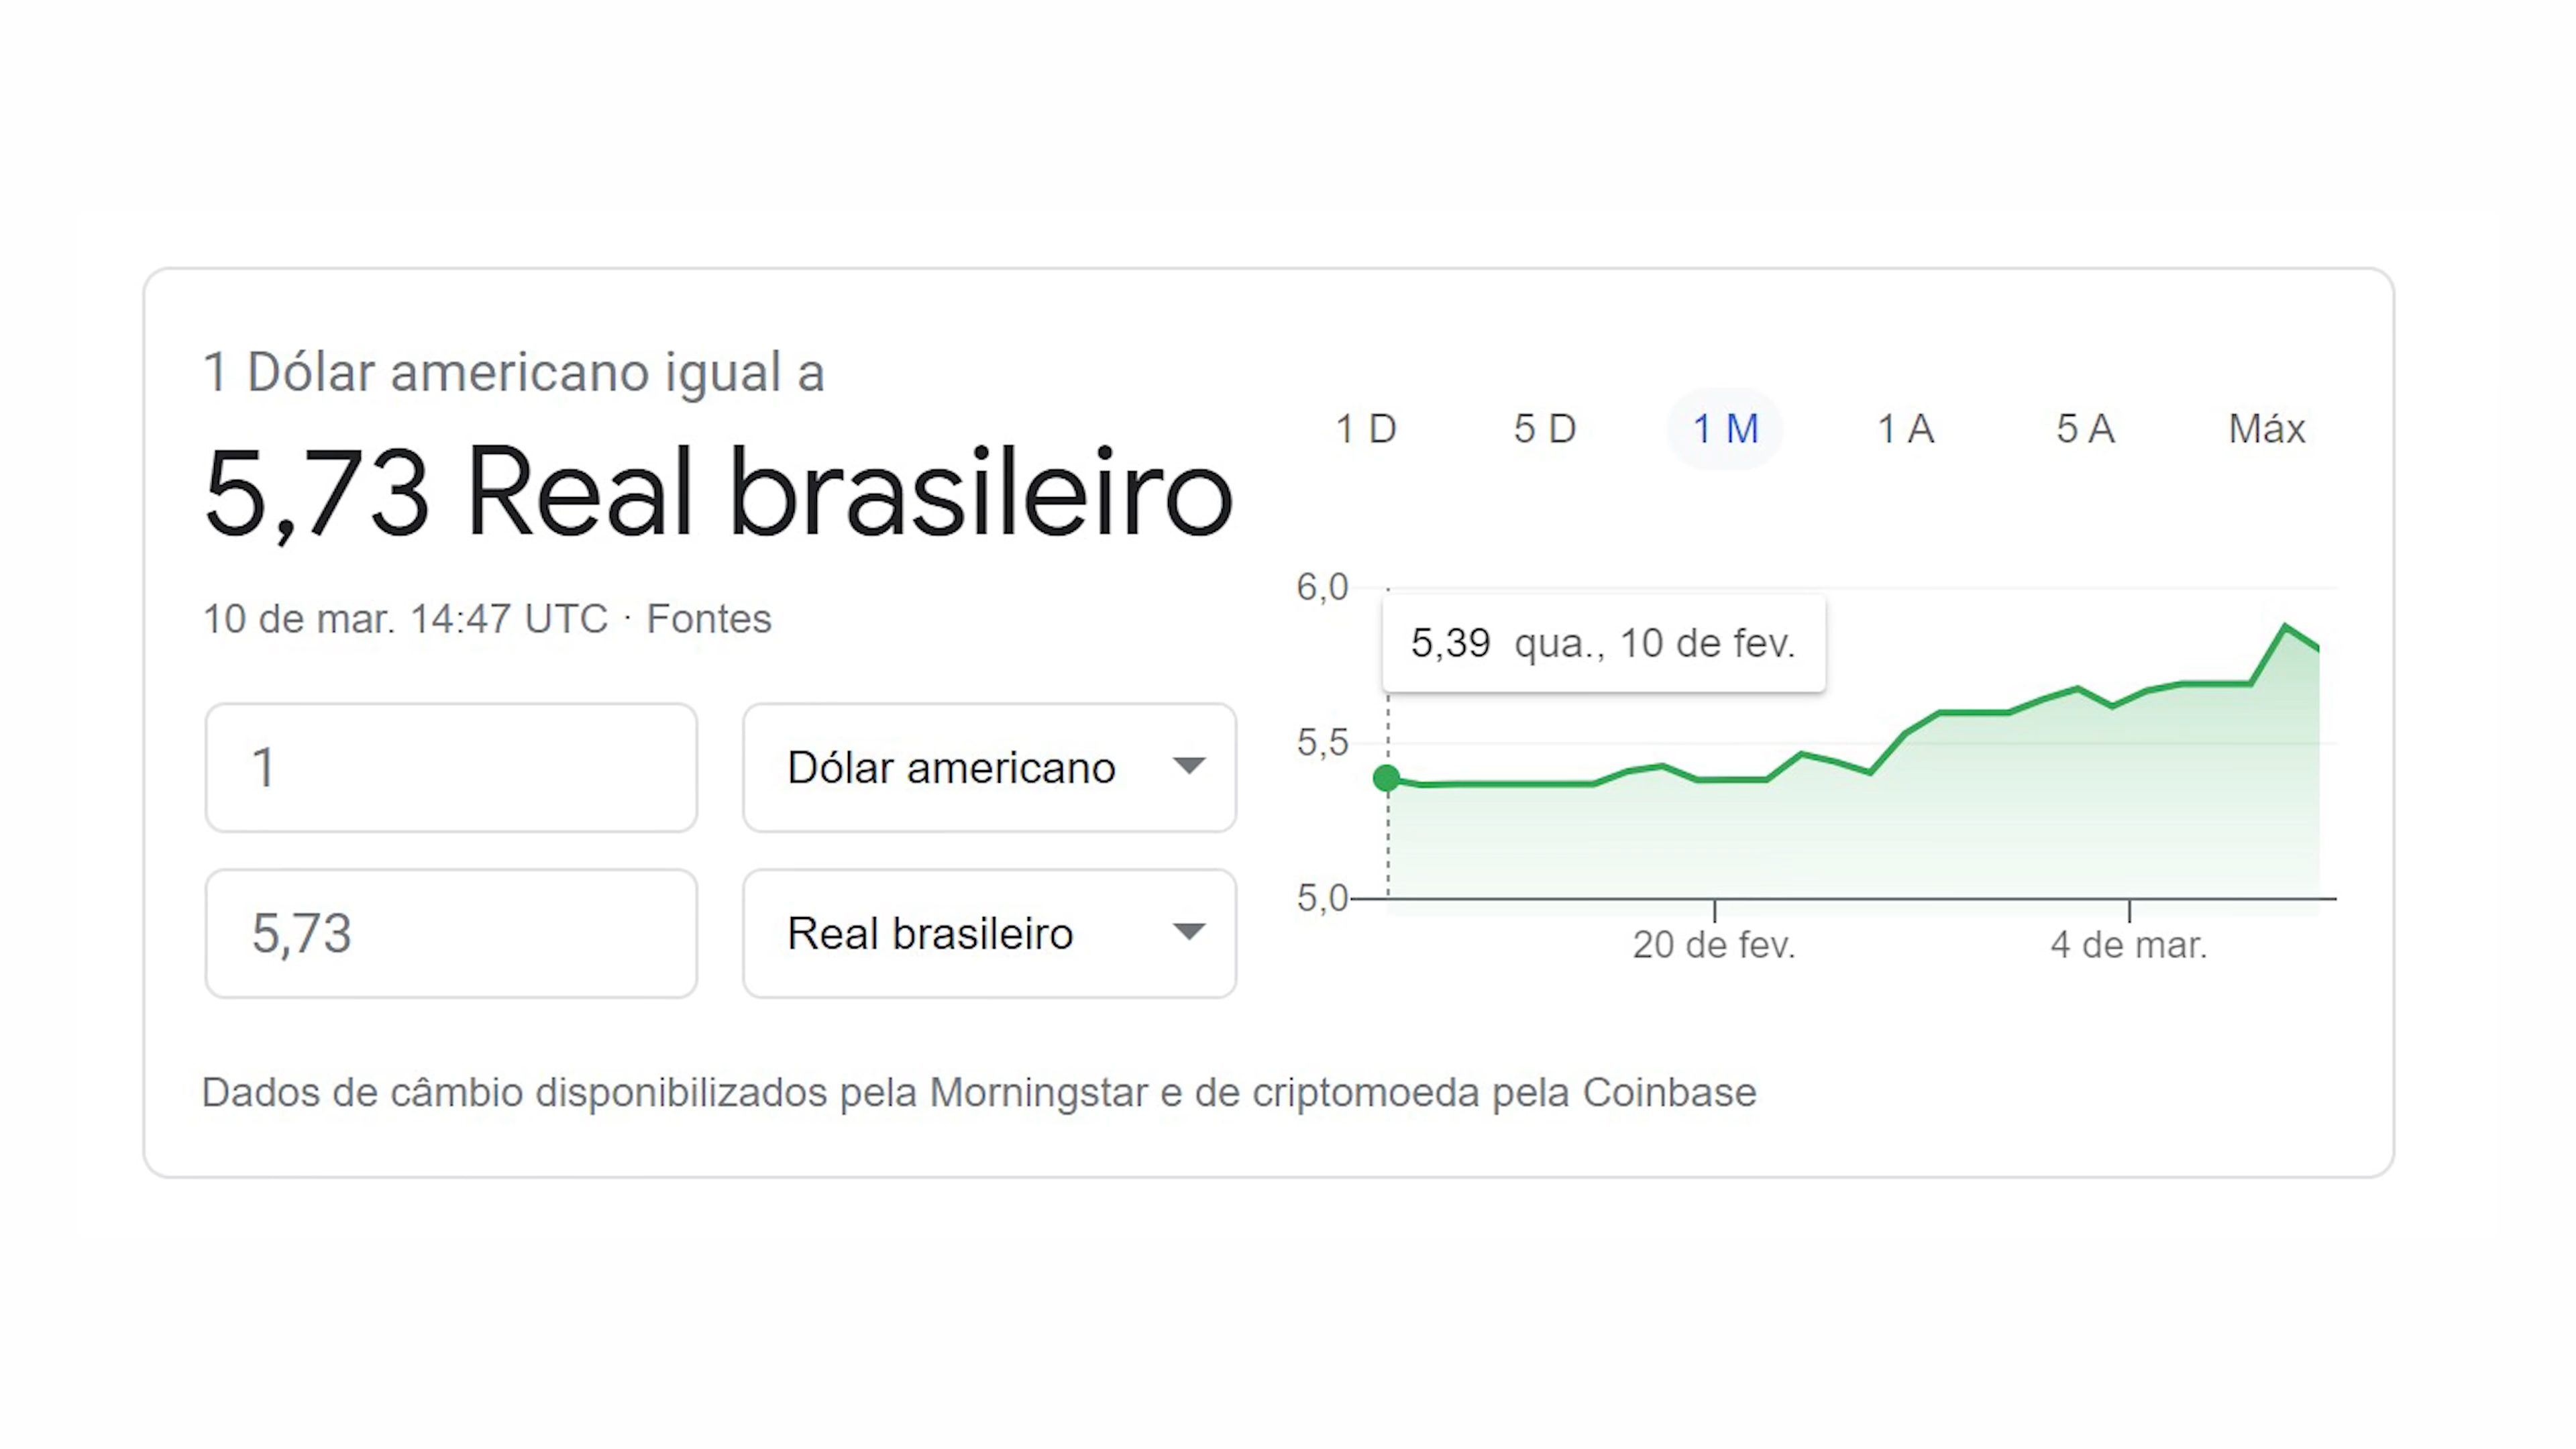 1 Dólar americano igual a
5,73 Real brasileiro
10 de mar. 14:47 UTC · Fontes
1
Dólar americano
5,73
Real brasileiro
1 D 5 D 1 M 1 A 5 A Máx
6,0
5,39 qua., 10 de fev.
5,5
5,0
20 de fev. 4 de mar.
Dados de câmbio disponibilizados pela Morningstar e de criptomoeda pela Coinbase